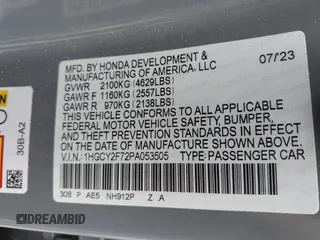 MFD. BY HONDA DEVELOPMENT & 07/23
MANUFACTURING OF AMERICA, LLC
GVWR 2100KG (4629LBS)
GAWR F 1160KG (2557LBS)
GAWR R 970KG (2138LBS)
THIS VEHICLE CONFORMS TO ALL APPLICABLE
FEDERAL MOTOR VEHICLE SAFETY, BUMPER,
AND THEFT PREVENTION STANDARDS IN EFFECT
ON THE DATE OF MANUFACTURE SHOWN ABOVE.
V.I.N: 1HGCY2F72PA053505 TYPE: PASSENGER CAR
30B P AE5 NH912P Z .A
30B-A2
DREAMBID